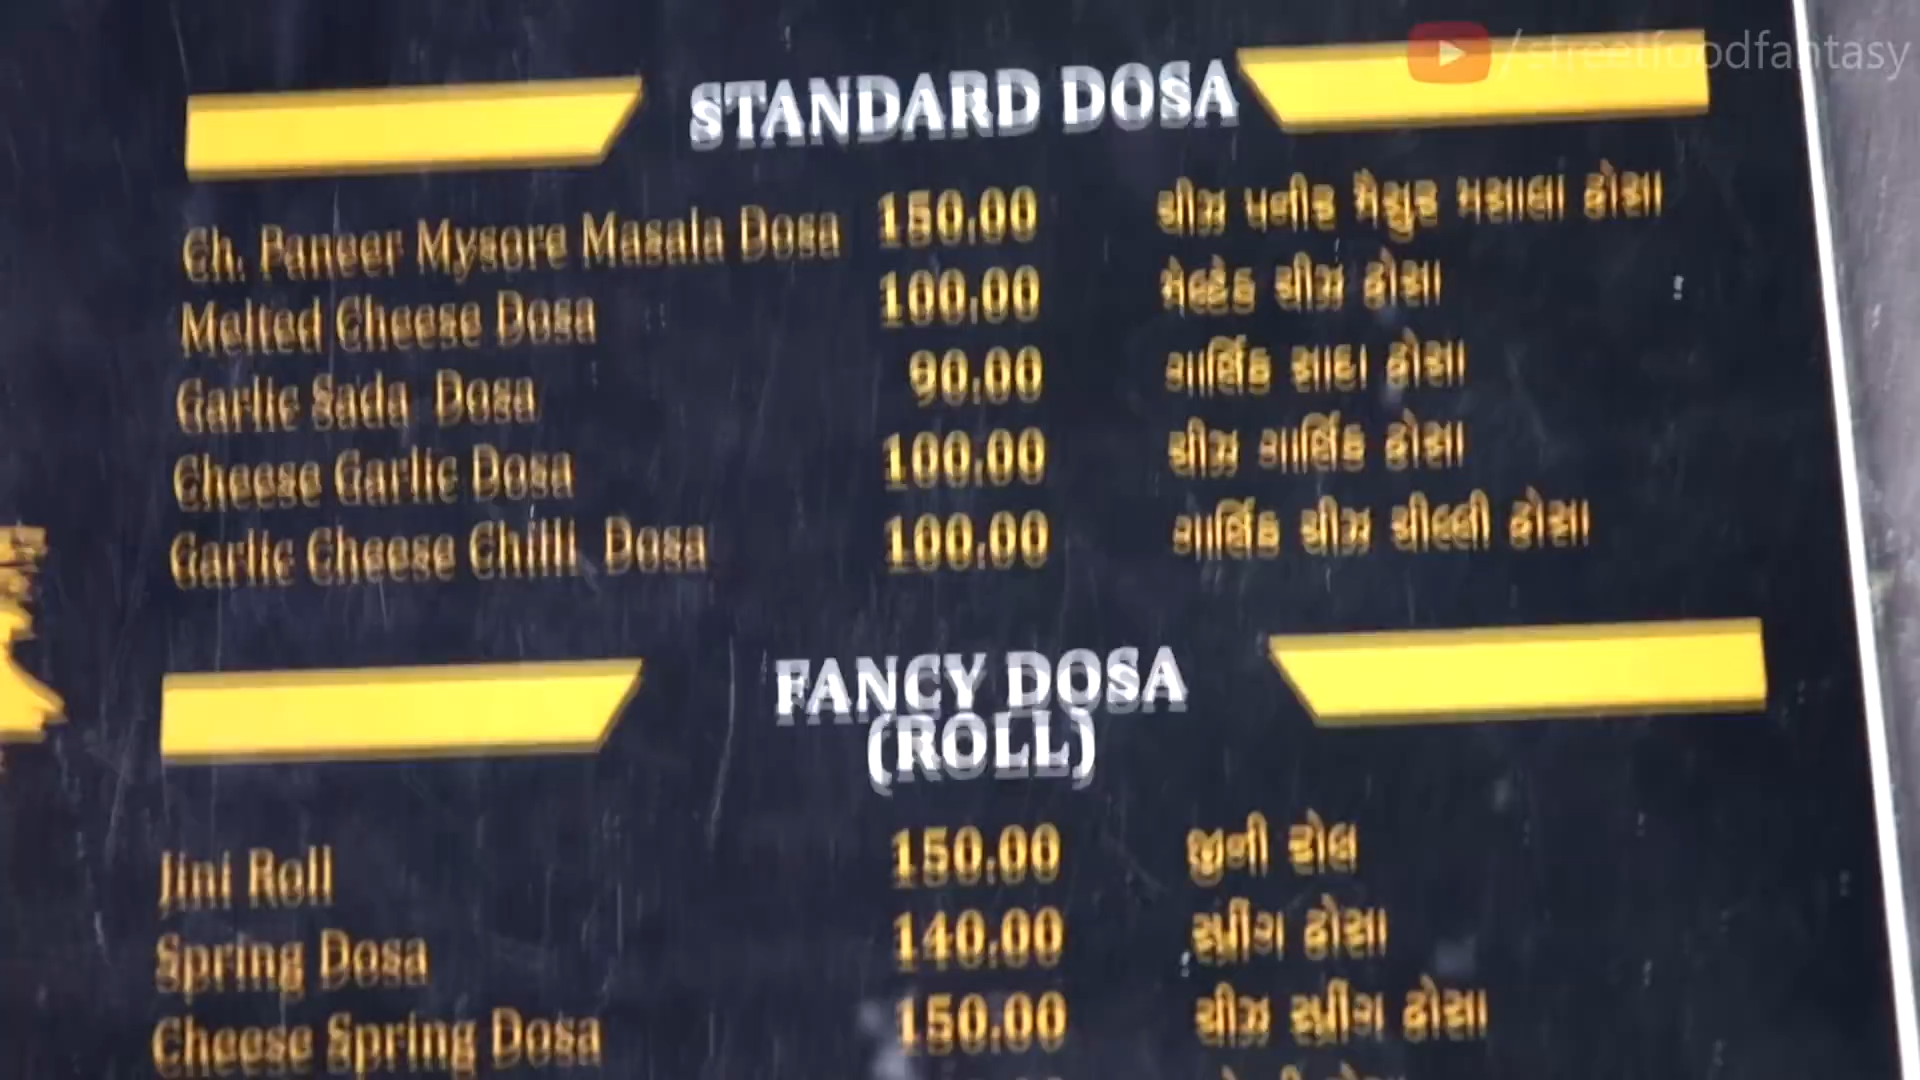 /streetfoodfantasy
STANDARD DOSA
Ch. Paneer Mysore Masala Dosa 150.00 ચીઝ પનીર મૈસુર મસાલા ઢોસા
Melted Cheese Dosa 100.00 મેલ્ટેડ ચીઝ ઢોસા
Garlic Sada Dosa 90.00 ગાર્લિક સાદા ઢોસા
Cheese Garlic Dosa 100.00 ચીઝ ગાર્લિક ઢોસા
Garlic Cheese Chilli Dosa 100.00 ગાર્લિક ચીઝ ચીલ્લી ઢોસા
FANCY DOSA
(ROLL)
Jini Roll 150.00 જીની રોલ
Spring Dosa 140.00 સ્પ્રીંગ ઢોસા
Cheese Spring Dosa 150.00 ચીઝ સ્પ્રીંગ ઢોસા